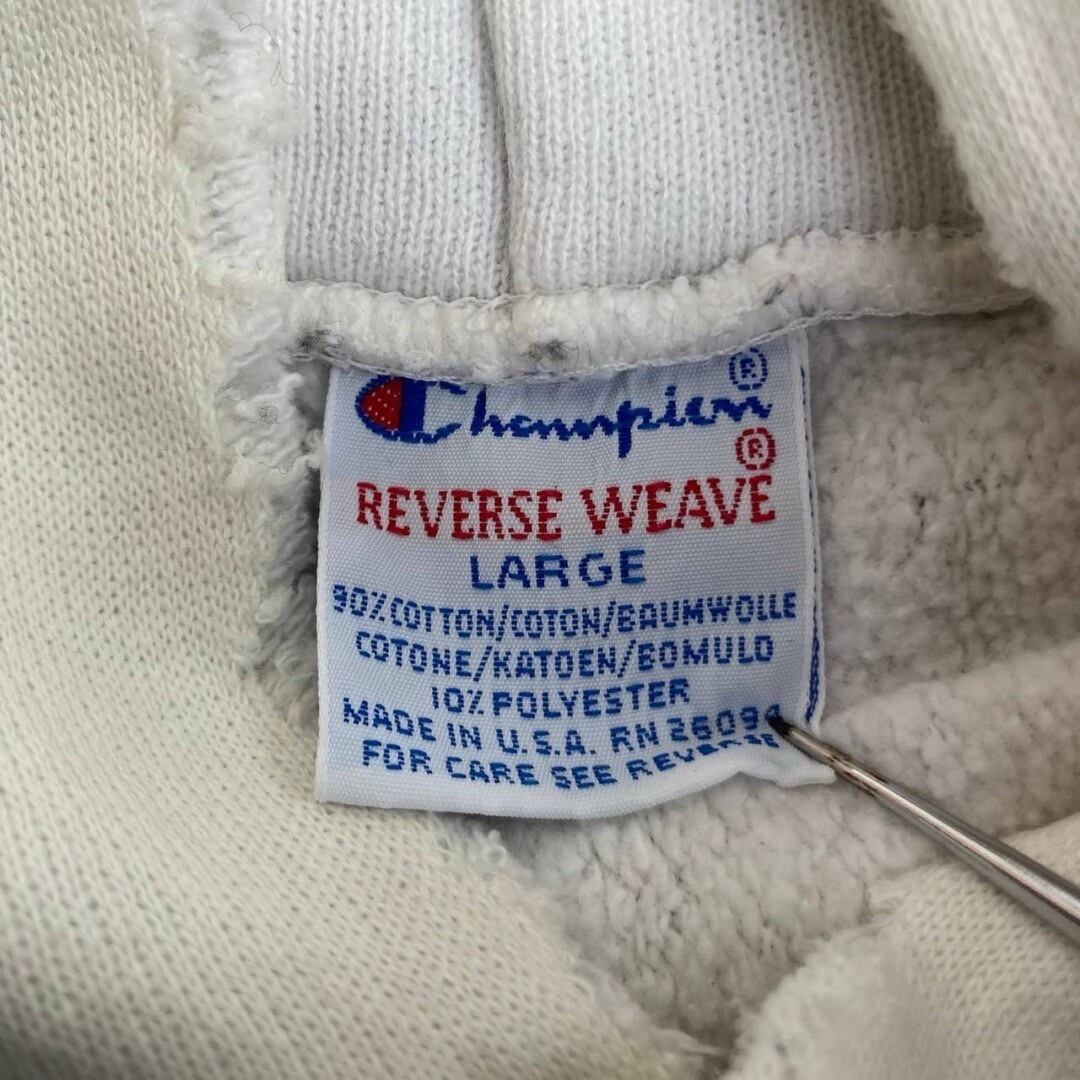 Champion®
REVERSE WEAVE®
LARGE
90% COTTON/COTON/BAUMWOLLE
COTONE/KATOEN/BOMULD
10% POLYESTER
MADE IN U.S.A. RN 26094
FOR CARE SEE REVERSE